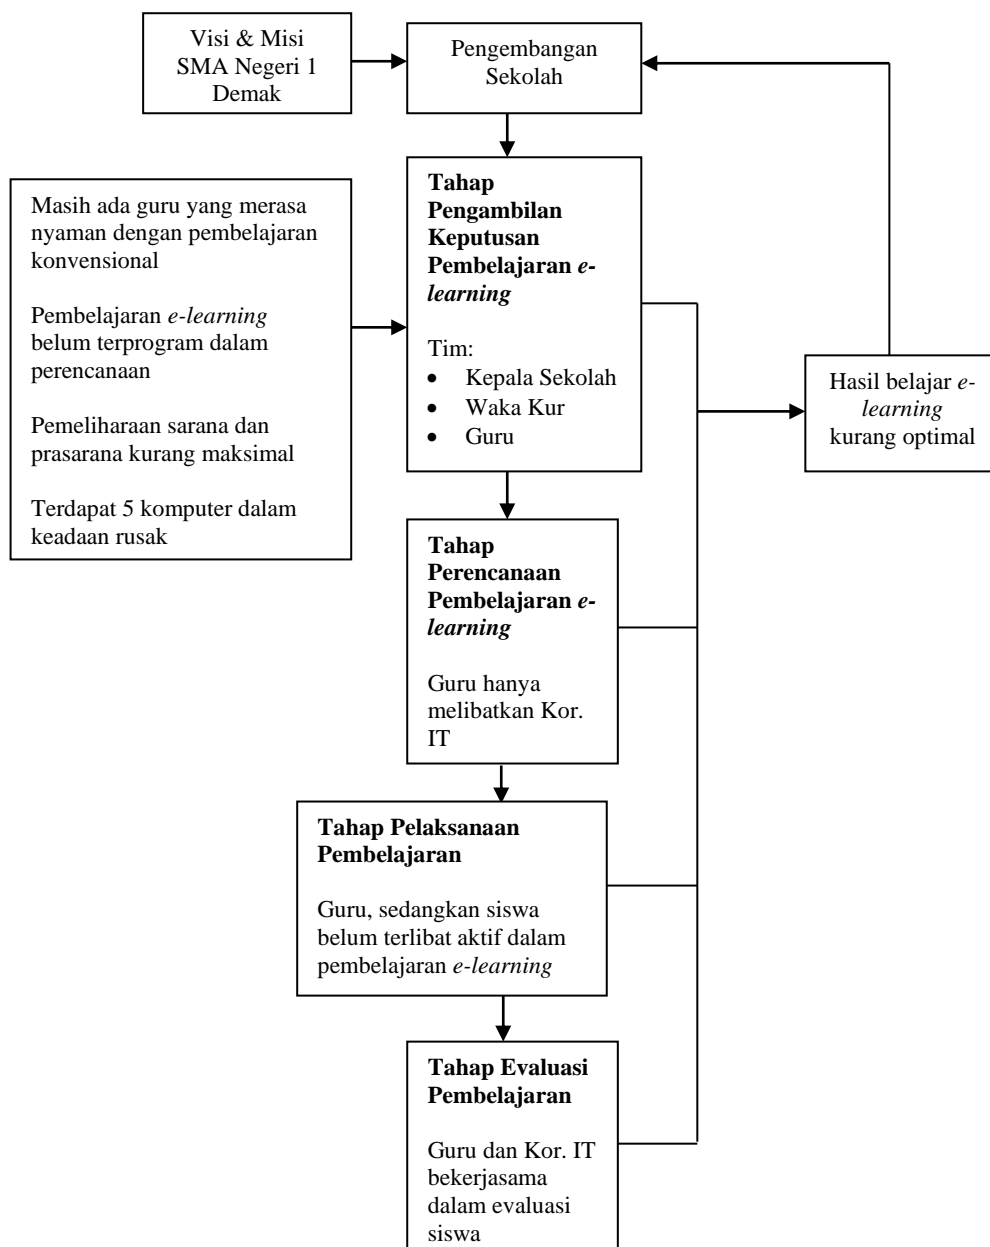 Visi & Misi
SMA Negeri 1
Demak
Pengembangan
Sekolah
Tahap
Pengambilan
Keputusan
Pembelajaran e-
learning
Tim:
• Kepala Sekolah
• Waka Kur
• Guru
Masih ada guru yang merasa
nyaman dengan pembelajaran
konvensional
Pembelajaran e-learning
belum terprogram dalam
perencanaan
Pemeliharaan sarana dan
prasarana kurang maksimal
Terdapat 5 komputer dalam
keadaan rusak
Hasil belajar e-
learning
kurang optimal
Tahap
Perencanaan
Pembelajaran e-
learning
Guru hanya
melibatkan Kor.
IT
Tahap Pelaksanaan
Pembelajaran
Guru, sedangkan siswa
belum terlibat aktif dalam
pembelajaran e-learning
Tahap Evaluasi
Pembelajaran
Guru dan Kor. IT
bekerjasama
dalam evaluasi
siswa